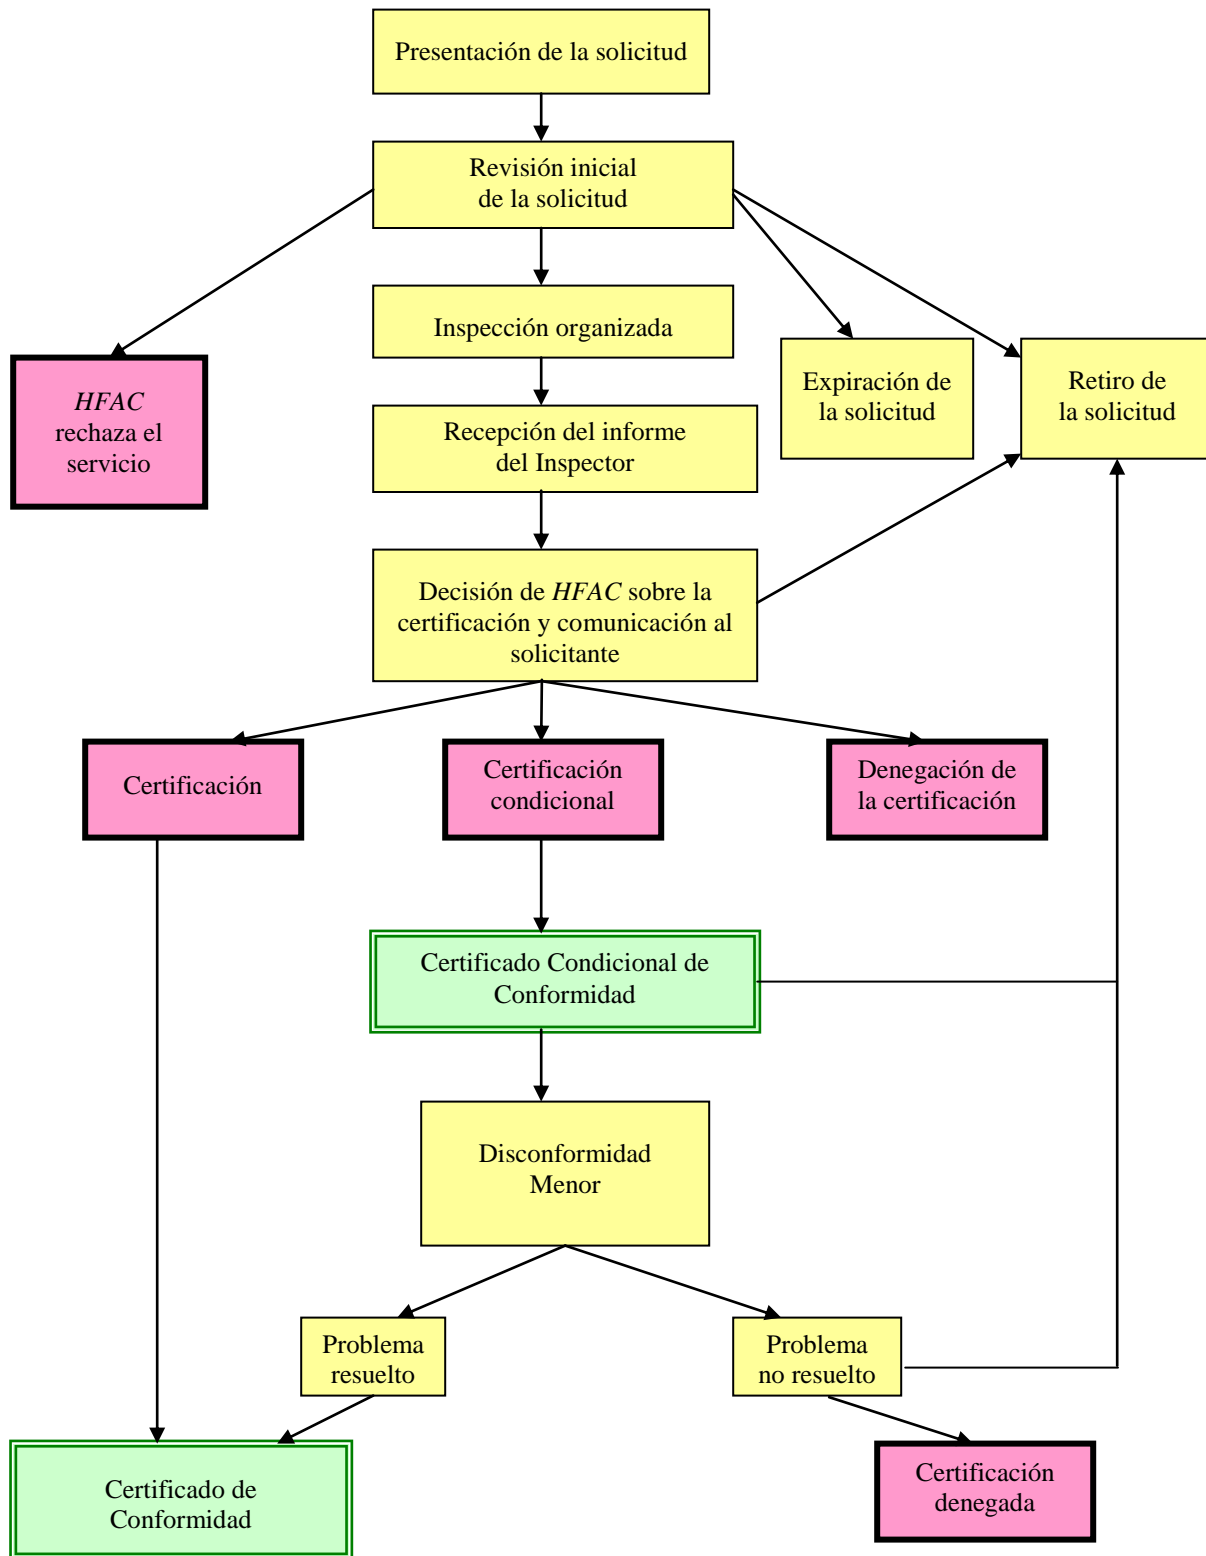 Presentación de la solicitud
Revisión inicial
de la solicitud
Inspección organizada
HFAC
rechaza el
servicio
Expiración de
la solicitud
Retiro de
la solicitud
Recepción del informe
del Inspector
Decisión de HFAC sobre la
certificación y comunicación al
solicitante
Certificación
Certificación
condicional
Denegación de
la certificación
Certificado Condicional de
Conformidad
Disconformidad
Menor
Problema
resuelto
Problema
no resuelto
Certificado de
Conformidad
Certificación
denegada